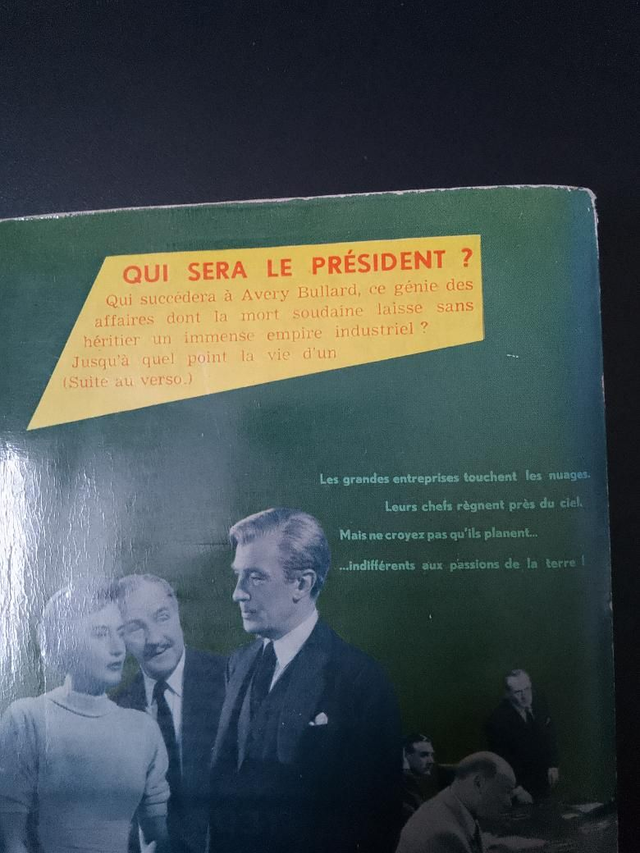 QUI SERA LE PRÉSIDENT ?
Qui succédera à Avery Bullard, ce génie des
affaires dont la mort soudaine laisse sans
héritier un immense empire industriel ?
Jusqu'à quel point la vie d'un
(Suite au verso.)
Les grandes entreprises touchent les nuages.
Leurs chefs règnent près du ciel.
Mais ne croyez pas qu'ils planent...
...indifférents aux passions de la terre !